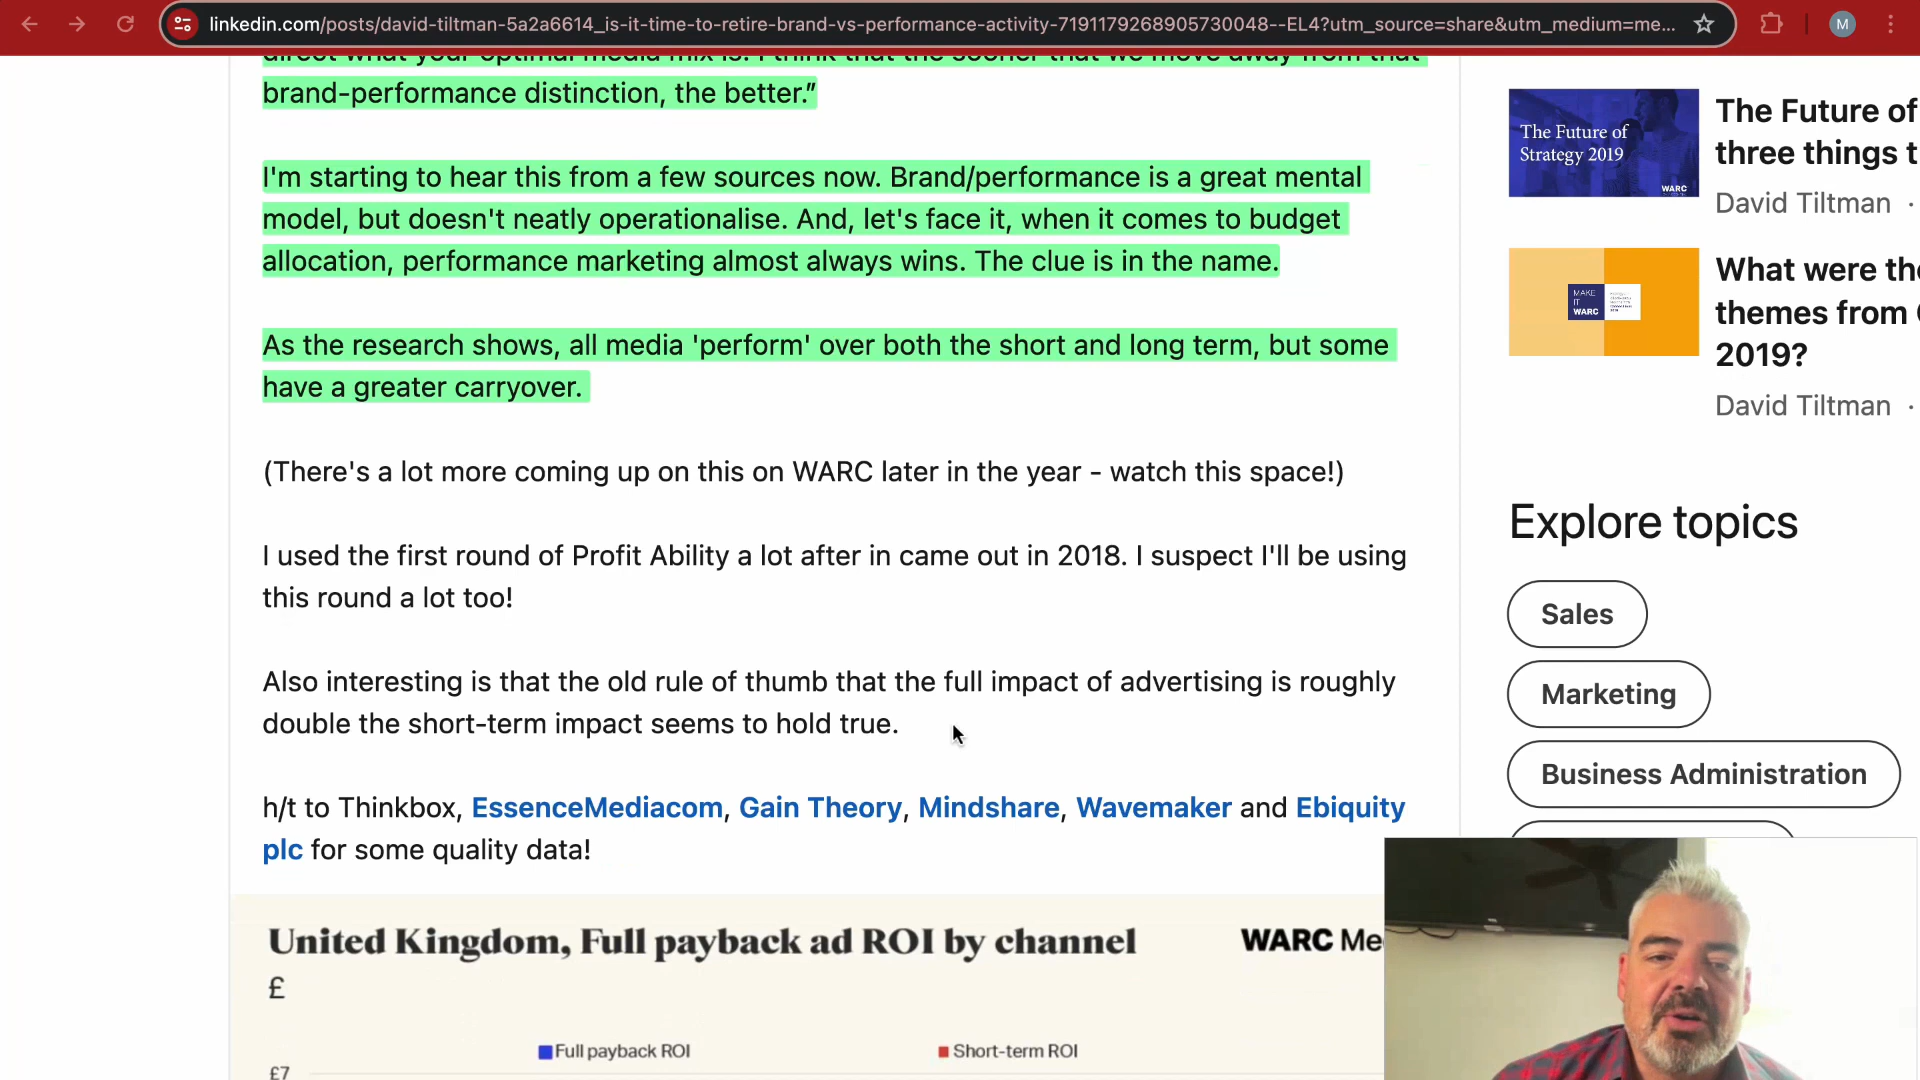 linkedin.com/posts/david-tiltman-5a2a6614_is-it-time-to-retire-brand-vs-performance-activity-7191179268905730048--EL4?utm_source=share&utm_medium=me...
M
direct what your optimal media mix is. I think that the sooner that we move away from that
brand-performance distinction, the better.”
I'm starting to hear this from a few sources now. Brand/performance is a great mental
model, but doesn't neatly operationalise. And, let's face it, when it comes to budget
allocation, performance marketing almost always wins. The clue is in the name.
As the research shows, all media 'perform' over both the short and long term, but some
have a greater carryover.
(There's a lot more coming up on this on WARC later in the year - watch this space!)
I used the first round of Profit Ability a lot after in came out in 2018. I suspect I'll be using
this round a lot too!
Also interesting is that the old rule of thumb that the full impact of advertising is roughly
double the short-term impact seems to hold true.
h/t to Thinkbox, EssenceMediacom, Gain Theory, Mindshare, Wavemaker and Ebiquity
plc for some quality data!
United Kingdom, Full payback ad ROI by channel
WARC Me
£
Full payback ROI
Short-term ROI
£7
The Future of
Strategy 2019
WARC
The Future of
three things t
David Tiltman ·
MAKE
IT
WARC
What were the
themes from
2019?
David Tiltman ·
Explore topics
Sales
Marketing
Business Administration